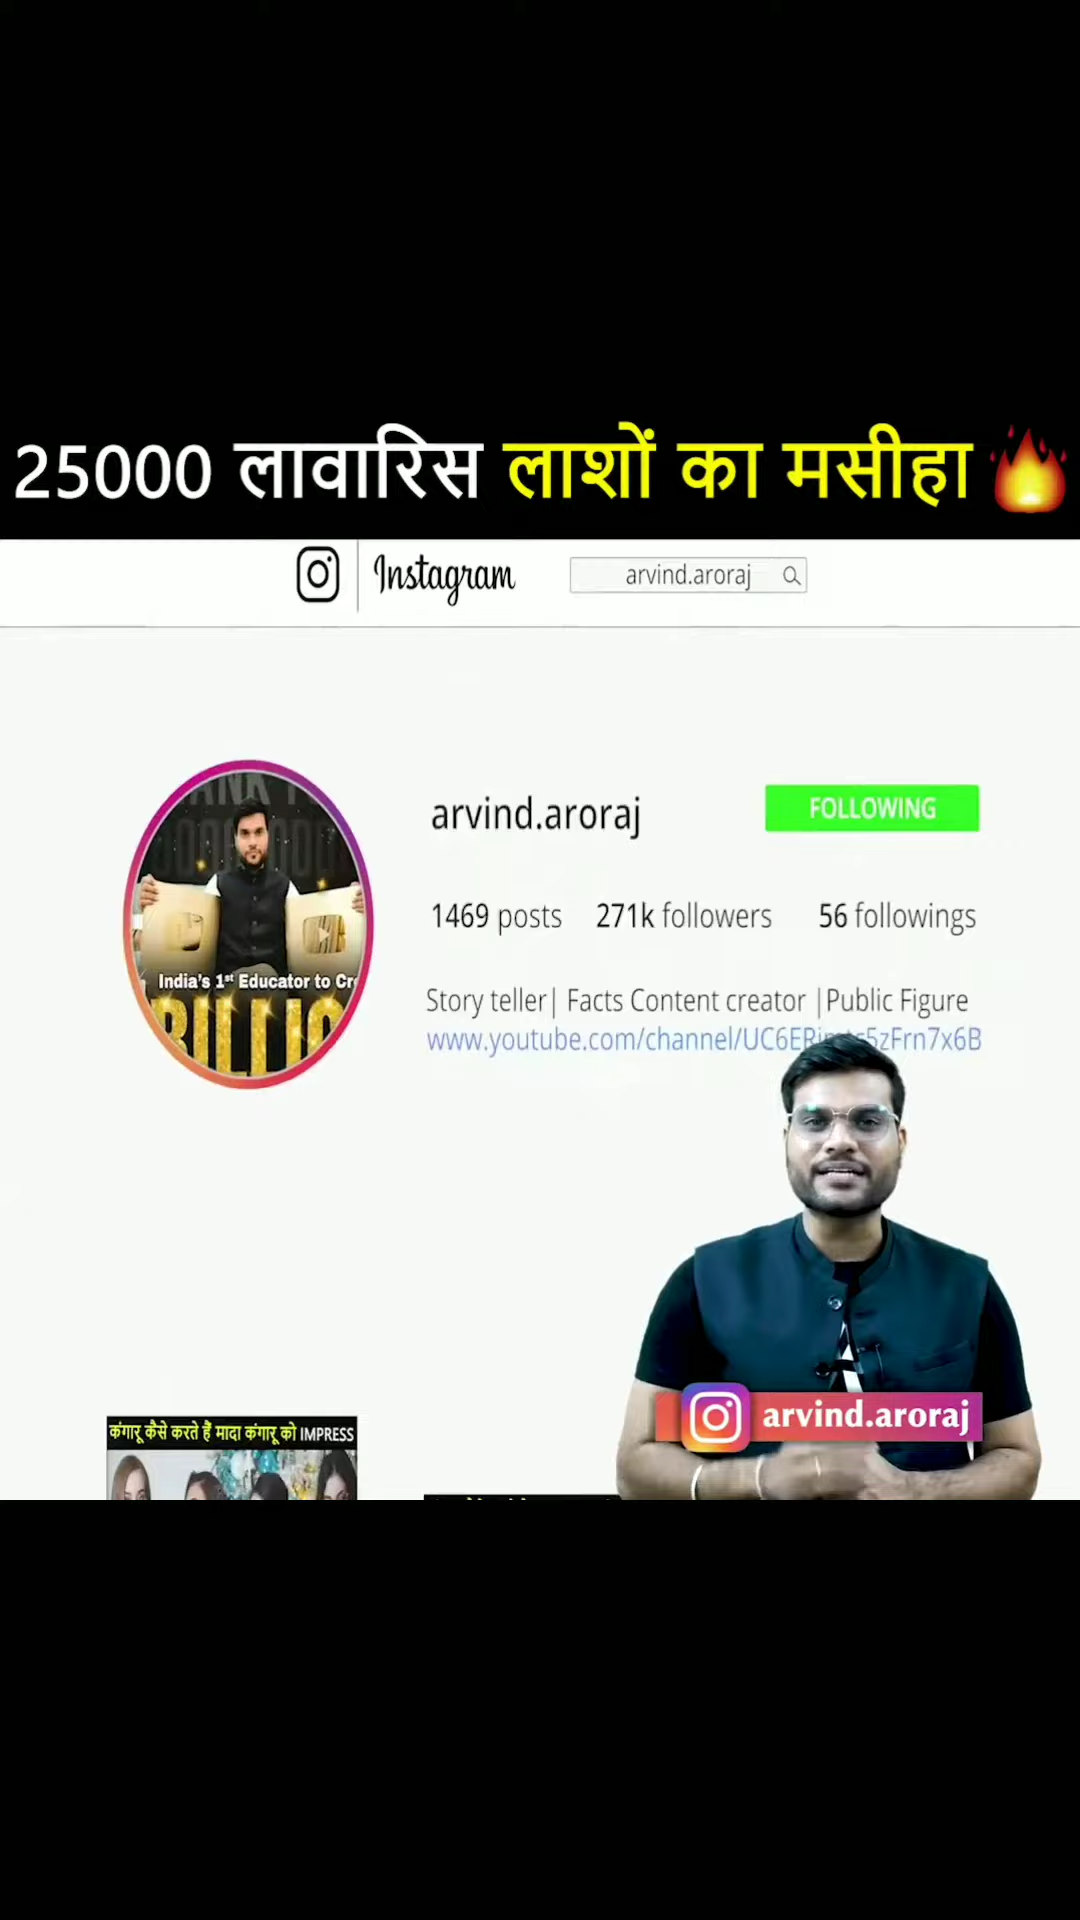 25000 लावारिस लाशों का मसीहा
Instagram
arvind.aroraj
arvind.aroraj
FOLLOWING
1469 posts 271k followers 56 followings
India's 1st Educator to
Story teller| Facts Content creator |Public Figure
arvind.aroraj
कंगारू कैसे करते हैं मादा कंगारू को IMPRESS